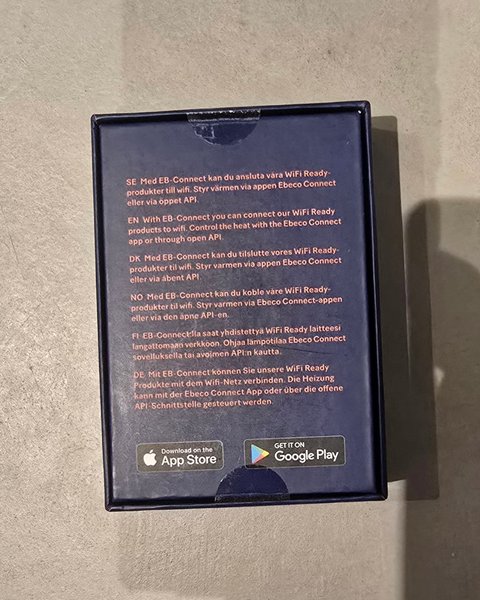 SE Med EB-Connect kan du ansluta våra WiFi Ready-
produkter till wifi. Styr värmen via appen Ebeco Connect
eller via öppet API.
EN With EB-Connect you can connect our WiFi Ready
products to wifi. Control the heat with the Ebeco Connect
app or through open API.
DK Med EB-Connect kan du tilslutte vores WiFi Ready-
produkter til wifi. Styr varmen via appen Ebeco Connect
eller via åbent API.
NO Med EB-Connect kan du koble våre WiFi Ready-
produkter til wifi. Styr varmen via Ebeco Connect-appen
eller via den åpne API-en.
FI EB-Connect:lla saat yhdistettyä WiFi Ready laitteesi
langattomaan verkkoon. Ohjaa lämpötilaa Ebeco Connect
sovelluksella tai avoimen API:n kautta.
DE Mit EB-Connect können Sie unsere WiFi Ready
Produkte mit dem Wifi-Netz verbinden. Die Heizung
kann mit der Ebeco Connect App oder über die offene
API-Schnittstelle gesteuert werden.
Download on the
App Store
GET IT ON
Google Play